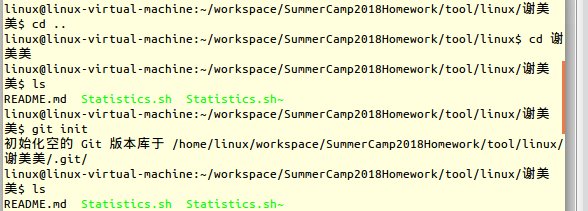 linux@linux-virtual-machine:~/workspace/SummerCamp2018Homework/tool/linux/谢美
美$ cd ..
linux@linux-virtual-machine:~/workspace/SummerCamp2018Homework/tool/linux$ cd 谢
美美
linux@linux-virtual-machine:~/workspace/SummerCamp2018Homework/tool/linux/谢美
美$ ls
README.md  Statistics.sh  Statistics.sh~
linux@linux-virtual-machine:~/workspace/SummerCamp2018Homework/tool/linux/谢美
美$ git init
初始化空的 Git 版本库于 /home/linux/workspace/SummerCamp2018Homework/tool/linux/
谢美美/.git/
linux@linux-virtual-machine:~/workspace/SummerCamp2018Homework/tool/linux/谢美
美$ ls
README.md  Statistics.sh  Statistics.sh~